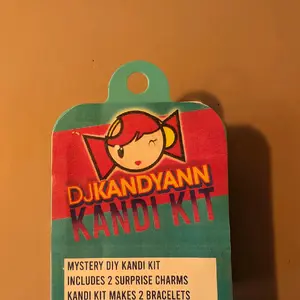 DJKANDYANN
KANDI KIT
MYSTERY DIY KANDI KIT
INCLUDES 2 SURPRISE CHARMS
KANDI KIT MAKES 2 BRACELETS